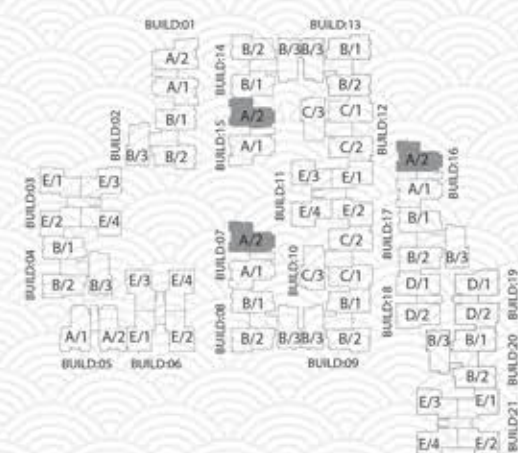 BUILD:01
A/2
A/1
B/1
B/2
B/3
BUILD:02
BUILD:03
E/1 E/3
E/2 E/4
BUILD:04
B/1
B/2 B/3
A/1 A/2
BUILD:05
E/3 E/4
E/1 E/2
BUILD:06
BUILD:14
B/2
B/1
BUILD:15
A/2
A/1
BUILD:07
A/2
A/1
BUILD:08
B/1
B/2 B/3
BUILD:13
B/3 B/1
B/2
BUILD:12
C/3 C/1
C/2
BUILD:11
E/3 E/1
E/4 E/2
BUILD:10
C/2
C/3 C/1
B/1
B/3 B/2
BUILD:09
B/3
BUILD:16
A/2
A/1
BUILD:17
B/1
B/2 B/3
BUILD:18
D/1
D/2
BUILD:19
D/1
D/2
BUILD:20
B/3 B/1
B/2
BUILD:21
E/3 E/1
E/4 E/2